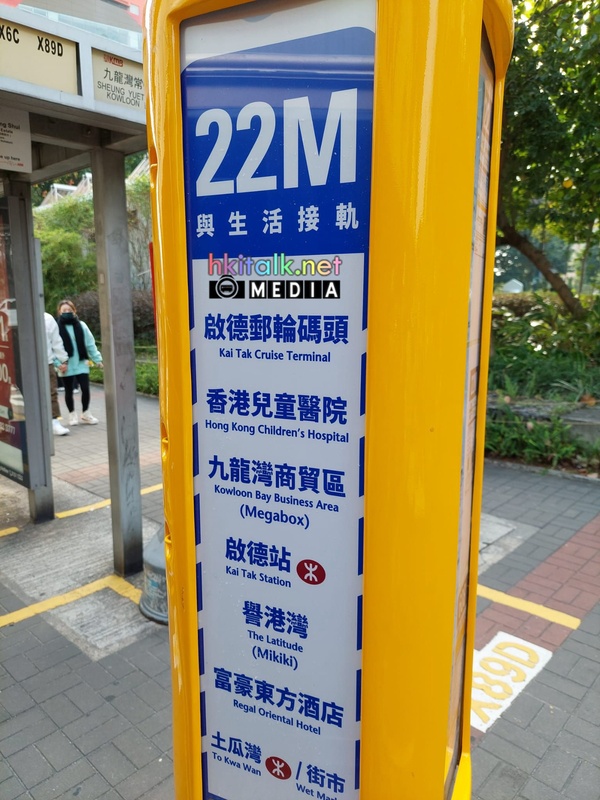 X6C X89D
九龍灣常
SHEUNG YUET
KOWLOON
22M
與生活接軌
hkitalk.net
MEDIA
啟德郵輪碼頭
Kai Tak Cruise Terminal
香港兒童醫院
Hong Kong Children's Hospital
九龍灣商貿區
Kowloon Bay Business Area
(Megabox)
啟德站
Kai Tak Station
譽港灣
The Latitude
(Mikiki)
富豪東方酒店
Regal Oriental Hotel
土瓜灣 / 街市
To Kwa Wan Wet Mar
X89D